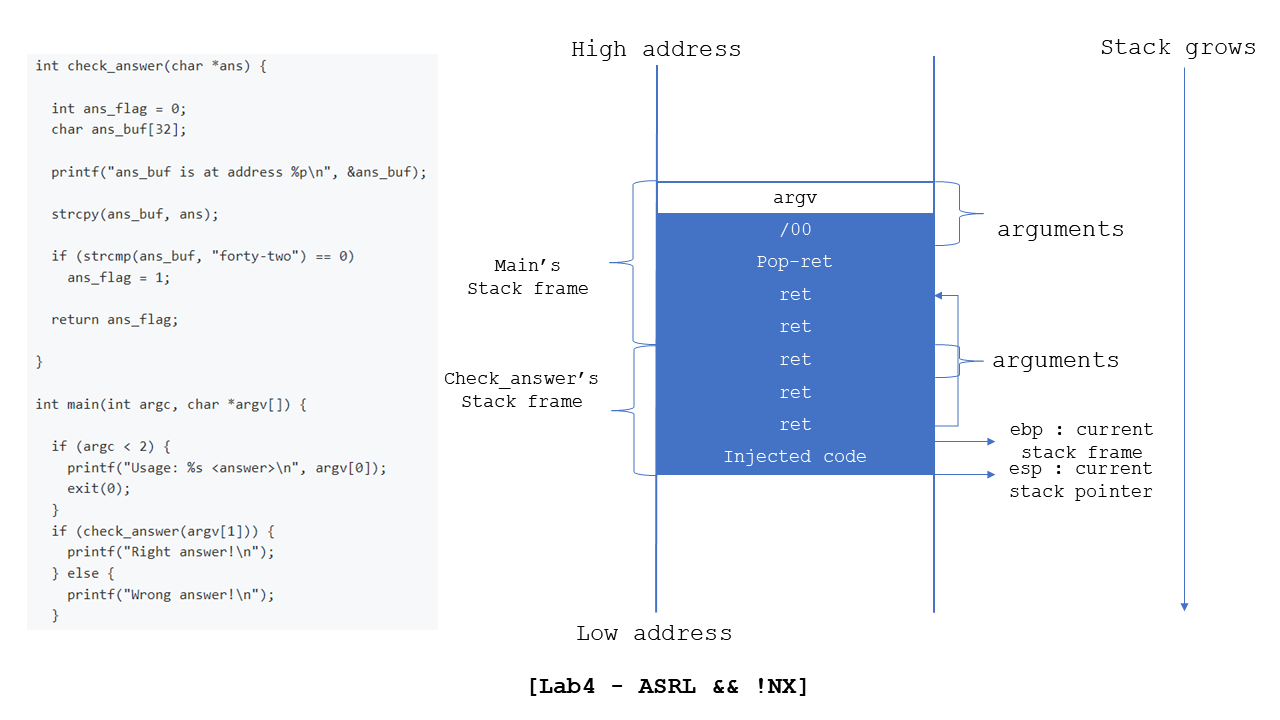 int check_answer(char *ans) {
int ans_flag = 0;
char ans_buf[32];
printf("ans_buf is at address %p\n", &ans_buf);
strcpy(ans_buf, ans);
if (strcmp(ans_buf, "forty-two") == 0)
ans_flag = 1;
return ans_flag;
}
int main(int argc, char *argv[]) {
if (argc < 2) {
printf("Usage: %s <answer>\n", argv[0]);
exit(0);
}
if (check_answer(argv[1])) {
printf("Right answer!\n");
} else {
printf("Wrong answer!\n");
}
High address
Stack grows
argv
/00
Pop-ret
ret
ret
ret
ret
ret
Injected code
Main’s
Stack frame
Check_answer’s
Stack frame
arguments
arguments
ebp : current
stack frame
esp : current
stack pointer
Low address
[Lab4 - ASRL && !NX]